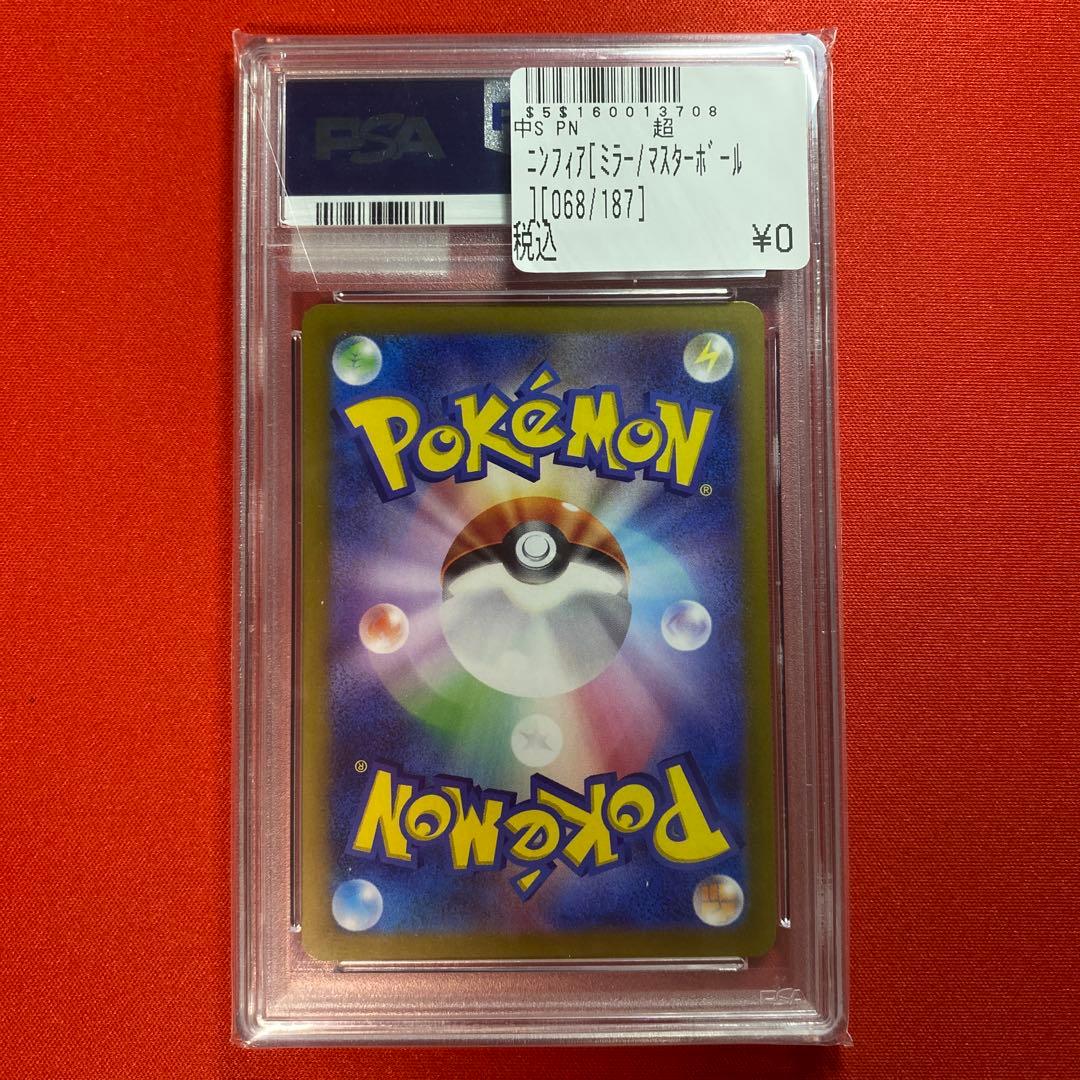 PSA
$5$160013708
中S PN 超
ニンフィア[ミラー/マスターボール
][068/187]
税込 ¥0
POKéMON
®
®
POKéMON
PSA